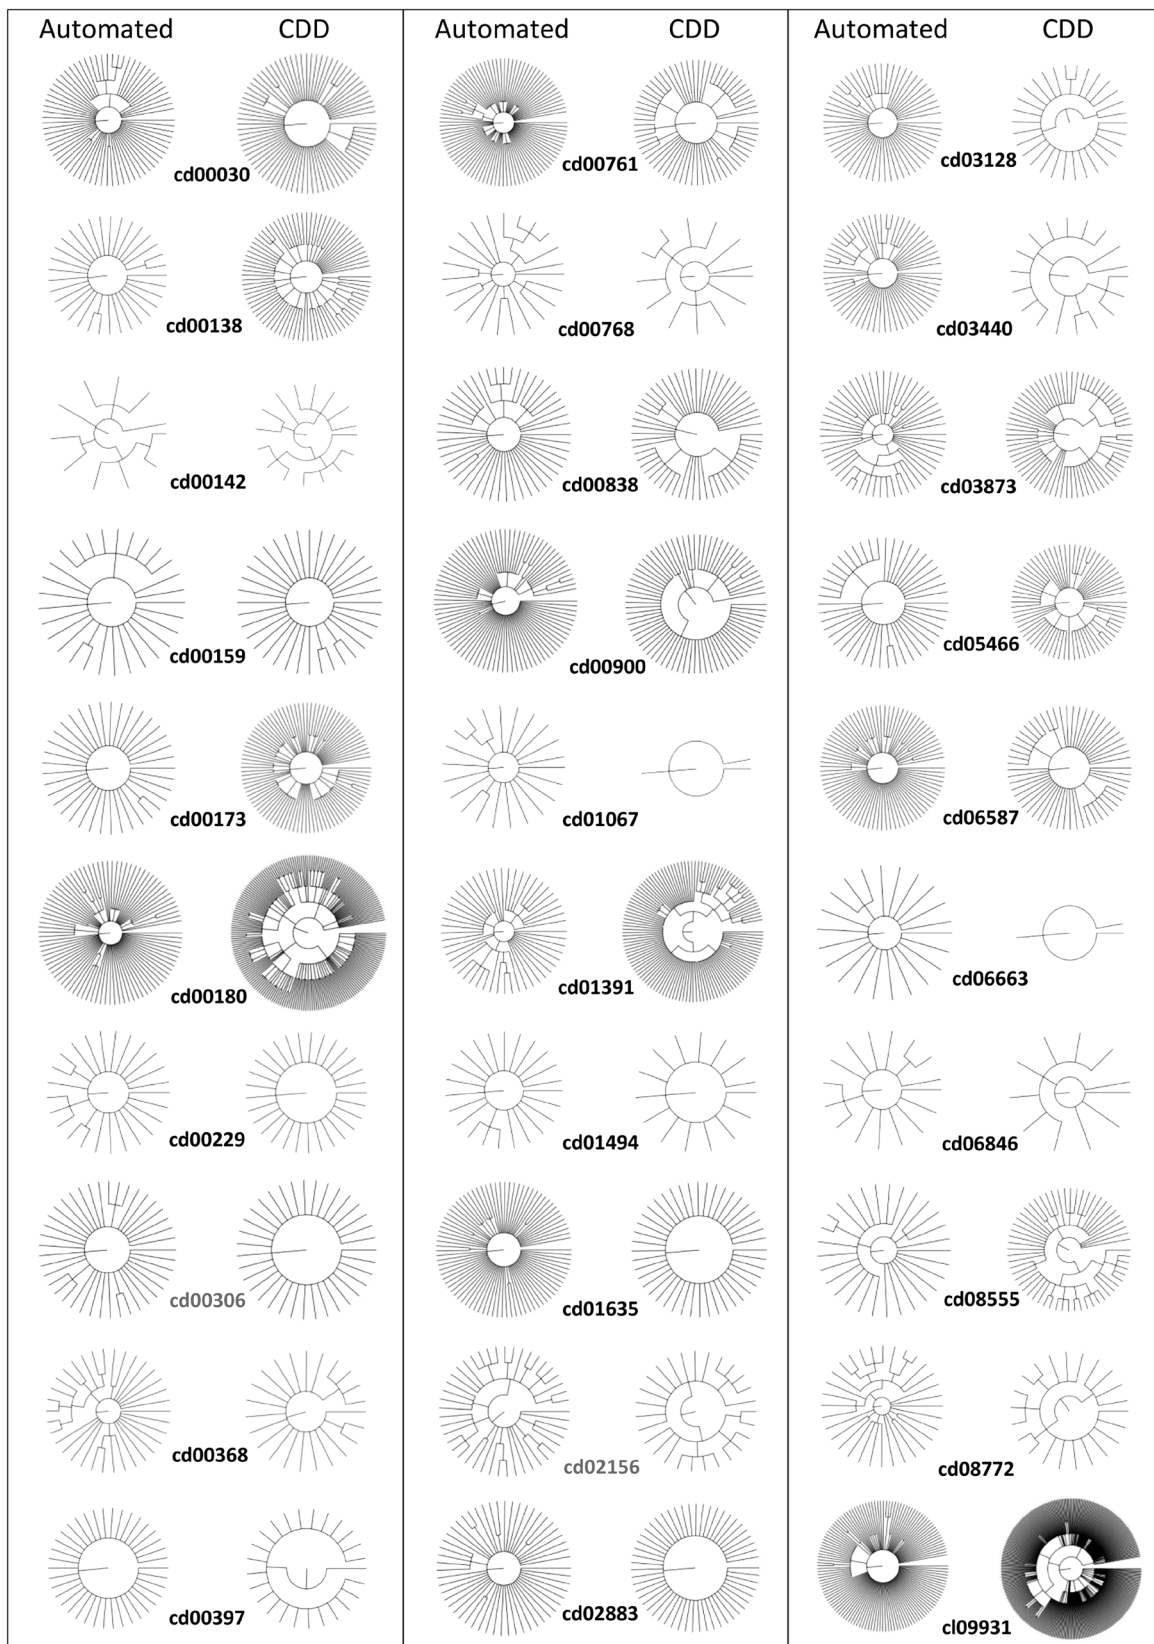 Automated CDD
cd00030
cd00138
cd00142
cd00159
cd00173
cd00180
cd00229
cd00306
cd00368
cd00397
Automated CDD
cd00761
cd00768
cd00838
cd00900
cd01067
cd01391
cd01494
cd01635
cd02156
cd02883
Automated CDD
cd03128
cd03440
cd03873
cd05466
cd06587
cd06663
cd06846
cd08555
cd08772
cl09931